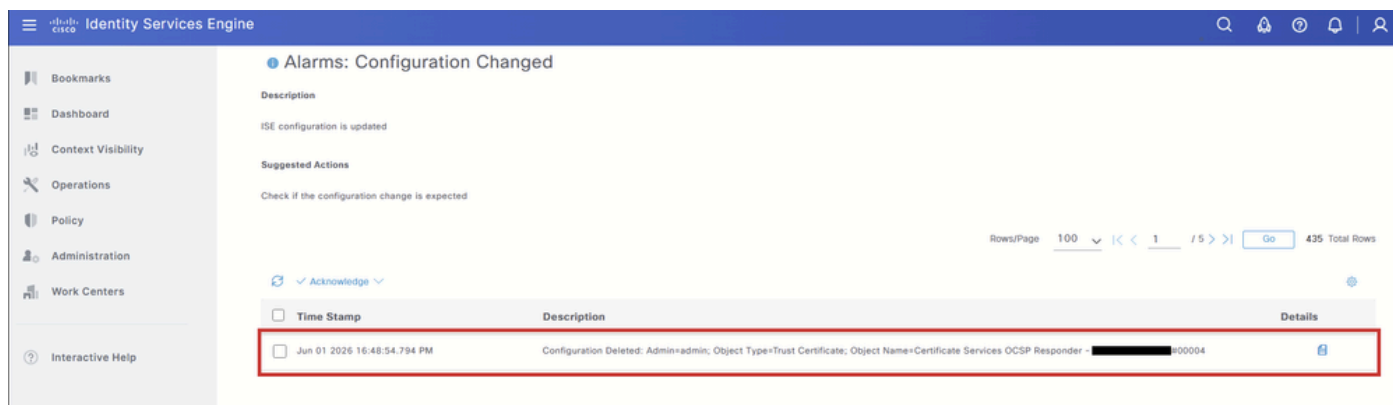 cisco Identity Services Engine
Bookmarks
Dashboard
Context Visibility
Operations
Policy
Administration
Work Centers
Interactive Help
Alarms: Configuration Changed
Description
ISE configuration is updated
Suggested Actions
Check if the configuration change is expected
Rows/Page 100 |< < 1 / 5 > >| Go 435 Total Rows
Acknowledge
Time Stamp Description Details
Jun 01 2026 16:48:54.794 PM Configuration Deleted: Admin=admin; Object Type=Trust Certificate; Object Name=Certificate Services OCSP Responder - #00004